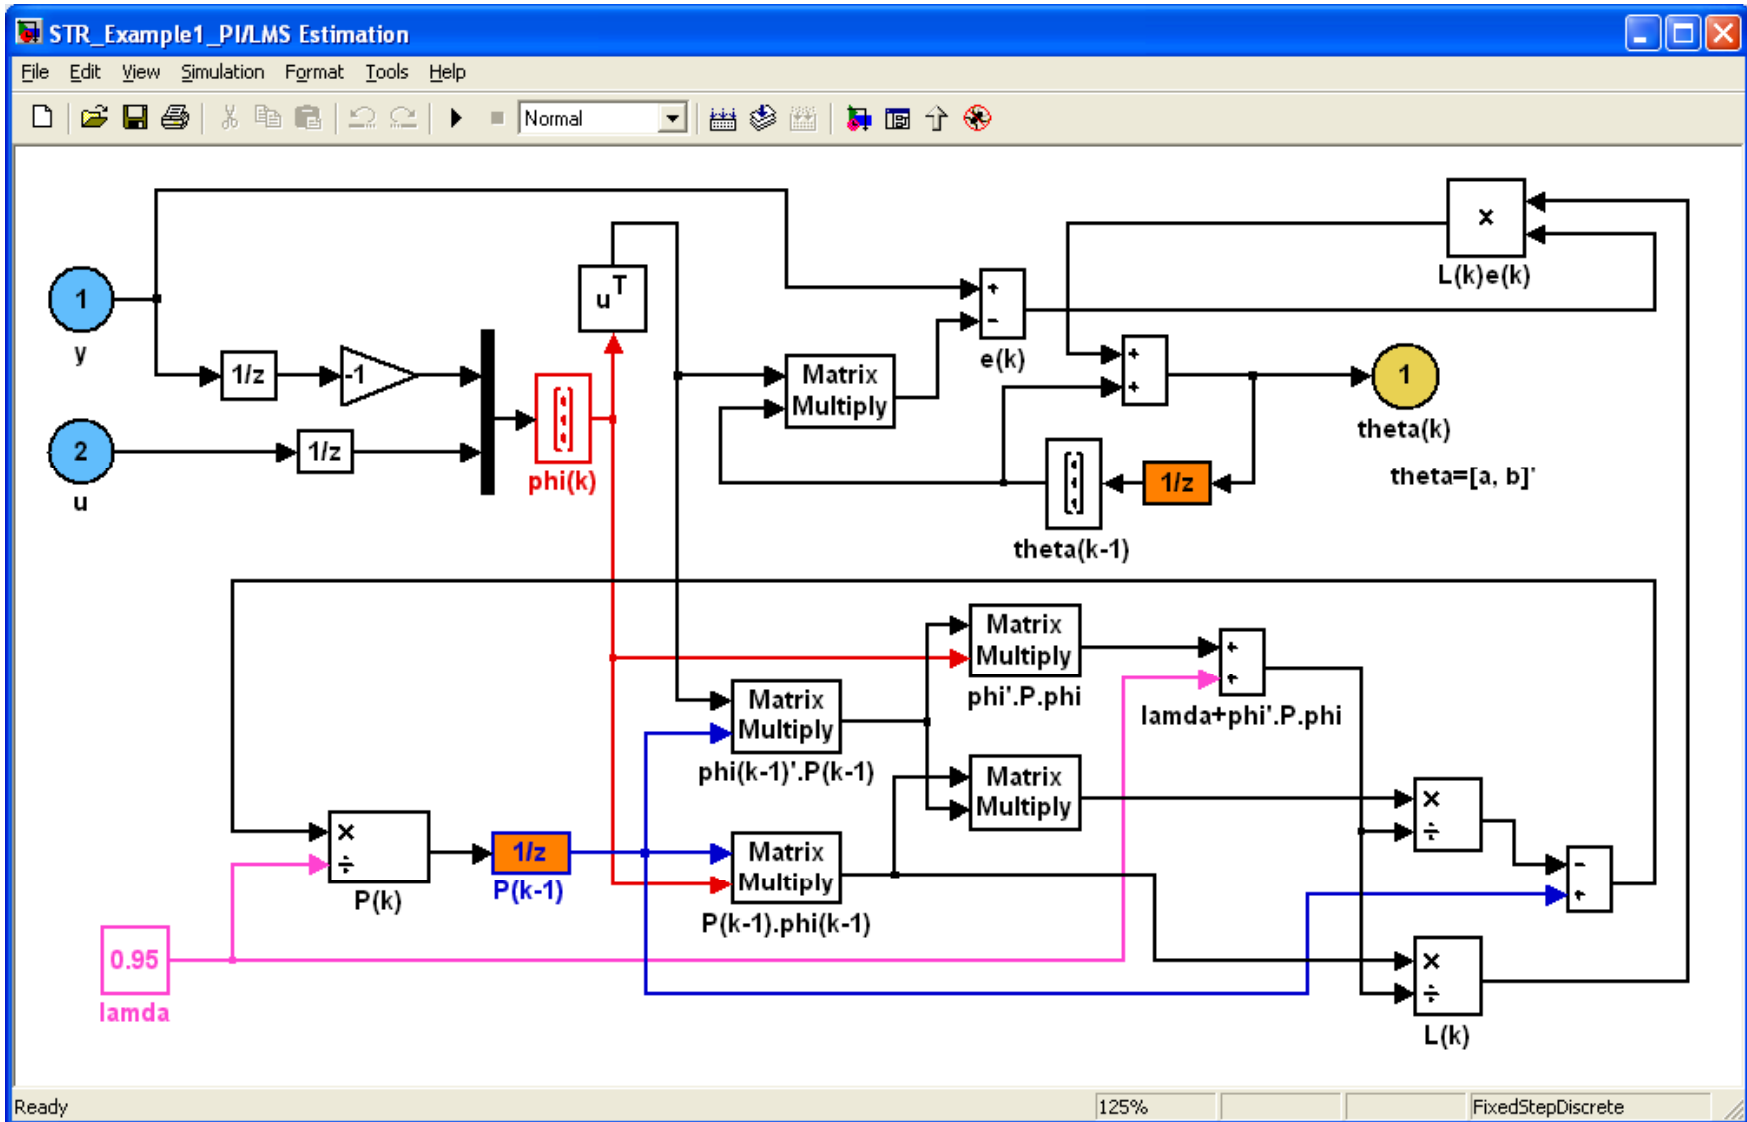 STR_Example1_PI/LMS Estimation
File Edit View Simulation Format Tools Help
Normal
1
y
1/z
-1
2
u
1/z
phi(k)
u^T
Matrix
Multiply
+
-
e(k)
×
L(k)e(k)
+
+
1
theta(k)
theta=[a, b]'
1/z
theta(k-1)
Matrix
Multiply
phi'.P.phi
+
+
lamda+phi'.P.phi
Matrix
Multiply
phi(k-1)'.P(k-1)
Matrix
Multiply
×
÷
×
÷
P(k)
1/z
P(k-1)
Matrix
Multiply
P(k-1).phi(k-1)
-
+
0.95
lamda
×
÷
L(k)
Ready
125%
FixedStepDiscrete